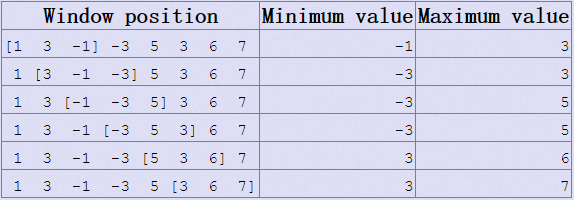 Window position Minimum value Maximum value
[1 3 -1] -3 5 3 6 7 -1 3
1 [3 -1 -3] 5 3 6 7 -3 3
1 3 [-1 -3 5] 3 6 7 -3 5
1 3 -1 [-3 5 3] 6 7 -3 5
1 3 -1 -3 [5 3 6] 7 3 6
1 3 -1 -3 5 [3 6 7] 3 7